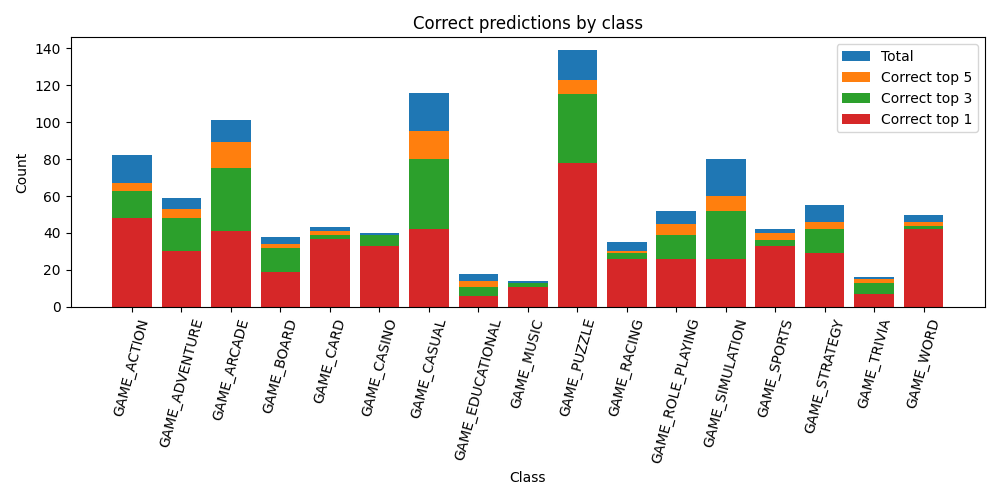 Correct predictions by class
Total
Correct top 5
Correct top 3
Correct top 1
Count
140
120
100
80
60
40
20
0
GAME_ACTION
GAME_ADVENTURE
GAME_ARCADE
GAME_BOARD
GAME_CARD
GAME_CASINO
GAME_CASUAL
GAME_EDUCATIONAL
GAME_MUSIC
GAME_PUZZLE
GAME_RACING
GAME_ROLE_PLAYING
GAME_SIMULATION
GAME_SPORTS
GAME_STRATEGY
GAME_TRIVIA
GAME_WORD
Class